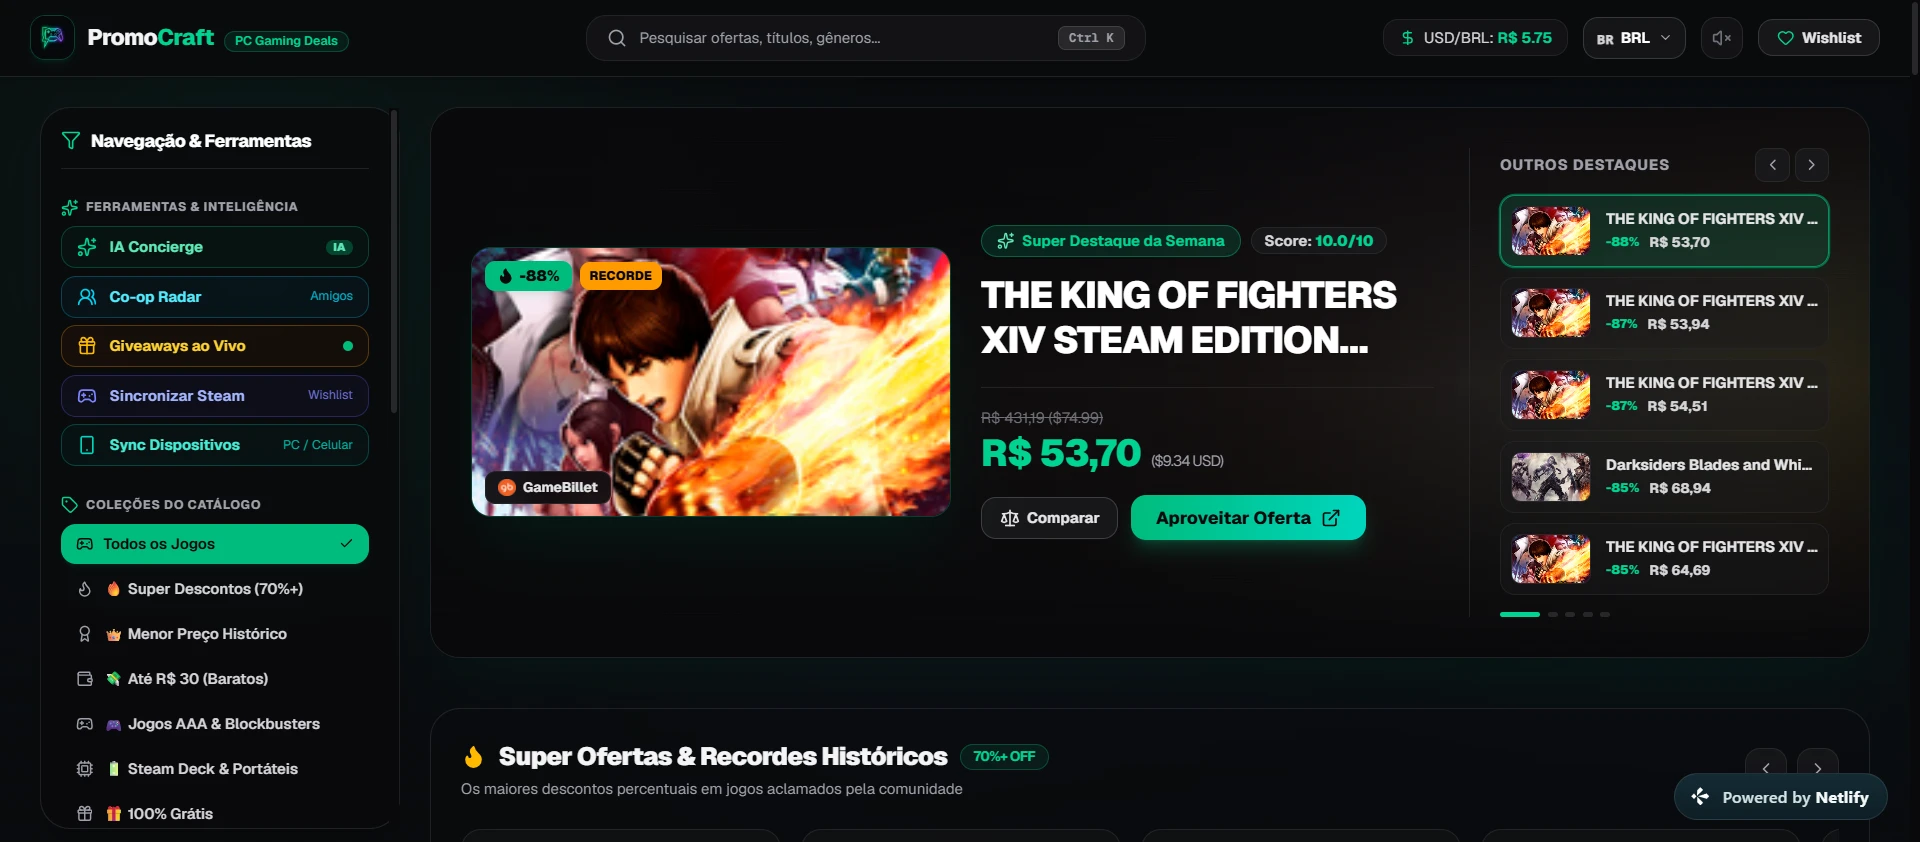 PromoCraft
PC Gaming Deals
Pesquisar ofertas, títulos, gêneros...
Ctrl K
USD/BRL: R$ 5.75
BR BRL
Wishlist
Navegação & Ferramentas
FERRAMENTAS & INTELIGÊNCIA
IA Concierge
IA
Co-op Radar
Amigos
Giveaways ao Vivo
Sincronizar Steam
Wishlist
Sync Dispositivos
PC / Celular
COLEÇÕES DO CATÁLOGO
Todos os Jogos
Super Descontos (70%+)
Menor Preço Histórico
Até R$ 30 (Baratos)
Jogos AAA & Blockbusters
Steam Deck & Portáteis
100% Grátis
-88%
RECORDE
gb GameBillet
Super Destaque da Semana
Score: 10.0/10
THE KING OF FIGHTERS
XIV STEAM EDITION...
R$ 431,19 ($74.99)
R$ 53,70 ($9.34 USD)
Comparar
Aproveitar Oferta
OUTROS DESTAQUES
THE KING OF FIGHTERS XIV ...
-88% R$ 53,70
THE KING OF FIGHTERS XIV ...
-87% R$ 53,94
THE KING OF FIGHTERS XIV ...
-87% R$ 54,51
Darksiders Blades and Whi...
-85% R$ 68,94
THE KING OF FIGHTERS XIV ...
-85% R$ 64,69
Super Ofertas & Recordes Históricos
70%+ OFF
Os maiores descontos percentuais em jogos aclamados pela comunidade
Powered by Netlify